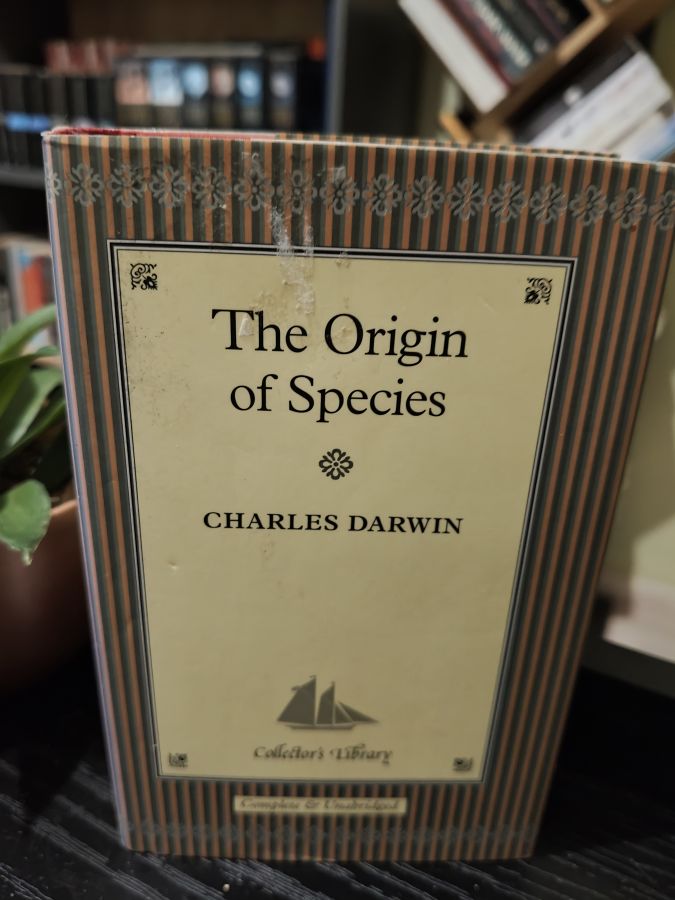 The Origin
of Species
CHARLES DARWIN
Collector's Library
Complete & Unabridged